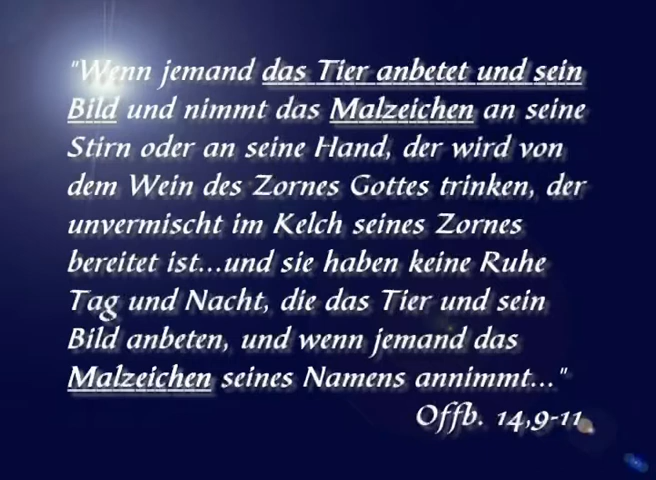 "Wenn jemand das Tier anbetet und sein
Bild und nimmt das Malzeichen an seine
Stirn oder an seine Hand, der wird von
dem Wein des Zornes Gottes trinken, der
unvermischt im Kelch seines Zornes
bereitet ist...und sie haben keine Ruhe
Tag und Nacht, die das Tier und sein
Bild anbeten, und wenn jemand das
Malzeichen seines Namens annimmt..."
Offb. 14,9-11